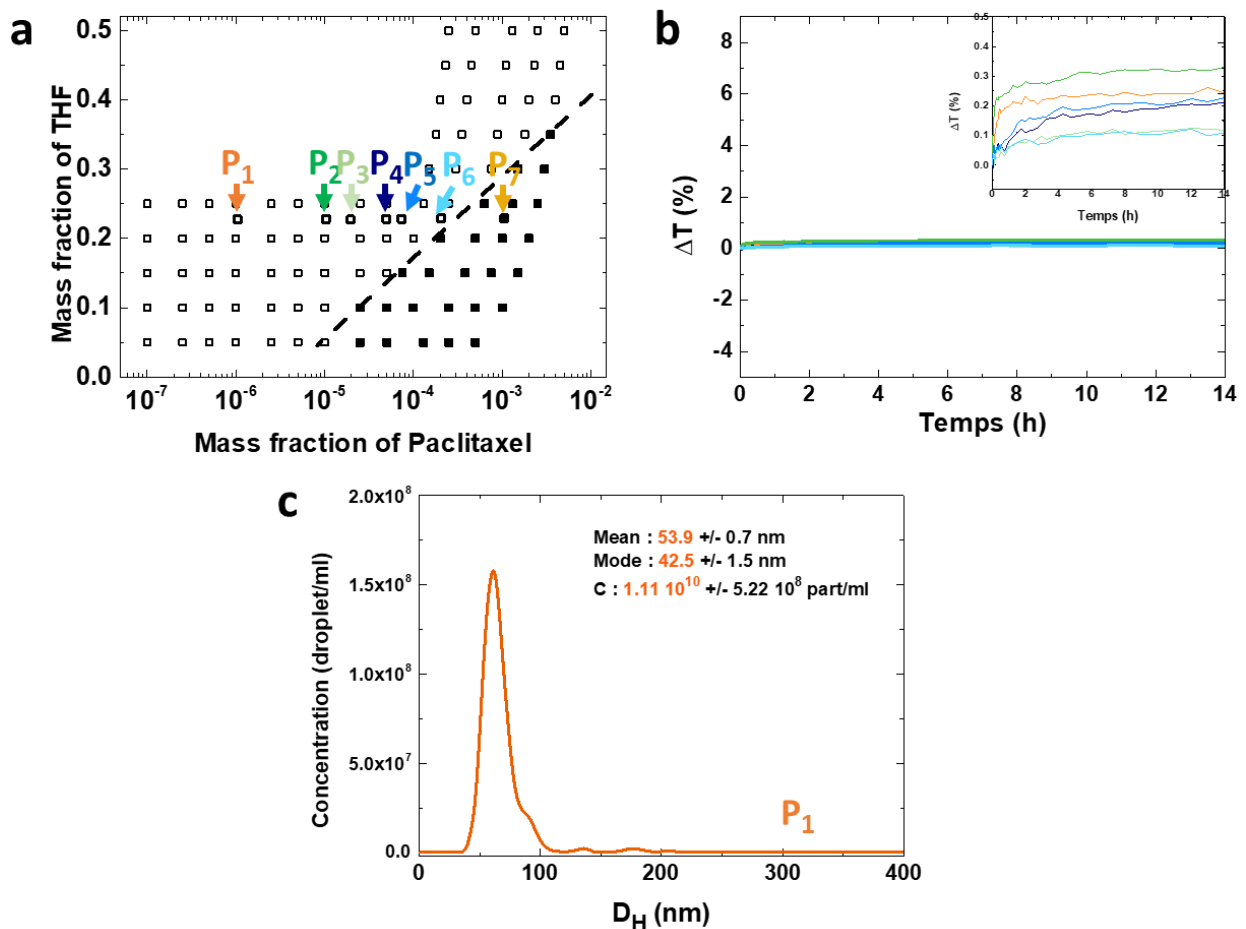 a
Mass fraction of THF
0.5
0.4
0.3
0.2
0.1
0.0
P1 P2 P3 P4 P5 P6 P7
10-7 10-6 10-5 10-4 10-3 10-2
Mass fraction of Paclitaxel
b
ΔT (%)
8
6
4
2
0
-2
-4
0 2 4 6 8 10 12 14
Temps (h)
ΔT (%)
0.5
0.4
0.3
0.2
0.1
0.0
0 2 4 6 8 10 12 14
Temps (h)
c
Concentration (droplet/ml)
2.0x108
1.5x108
1.0x108
5.0x107
0.0
Mean : 53.9 +/- 0.7 nm
Mode : 42.5 +/- 1.5 nm
C : 1.11 1010 +/- 5.22 108 part/ml
P1
0 100 200 300 400
DH (nm)